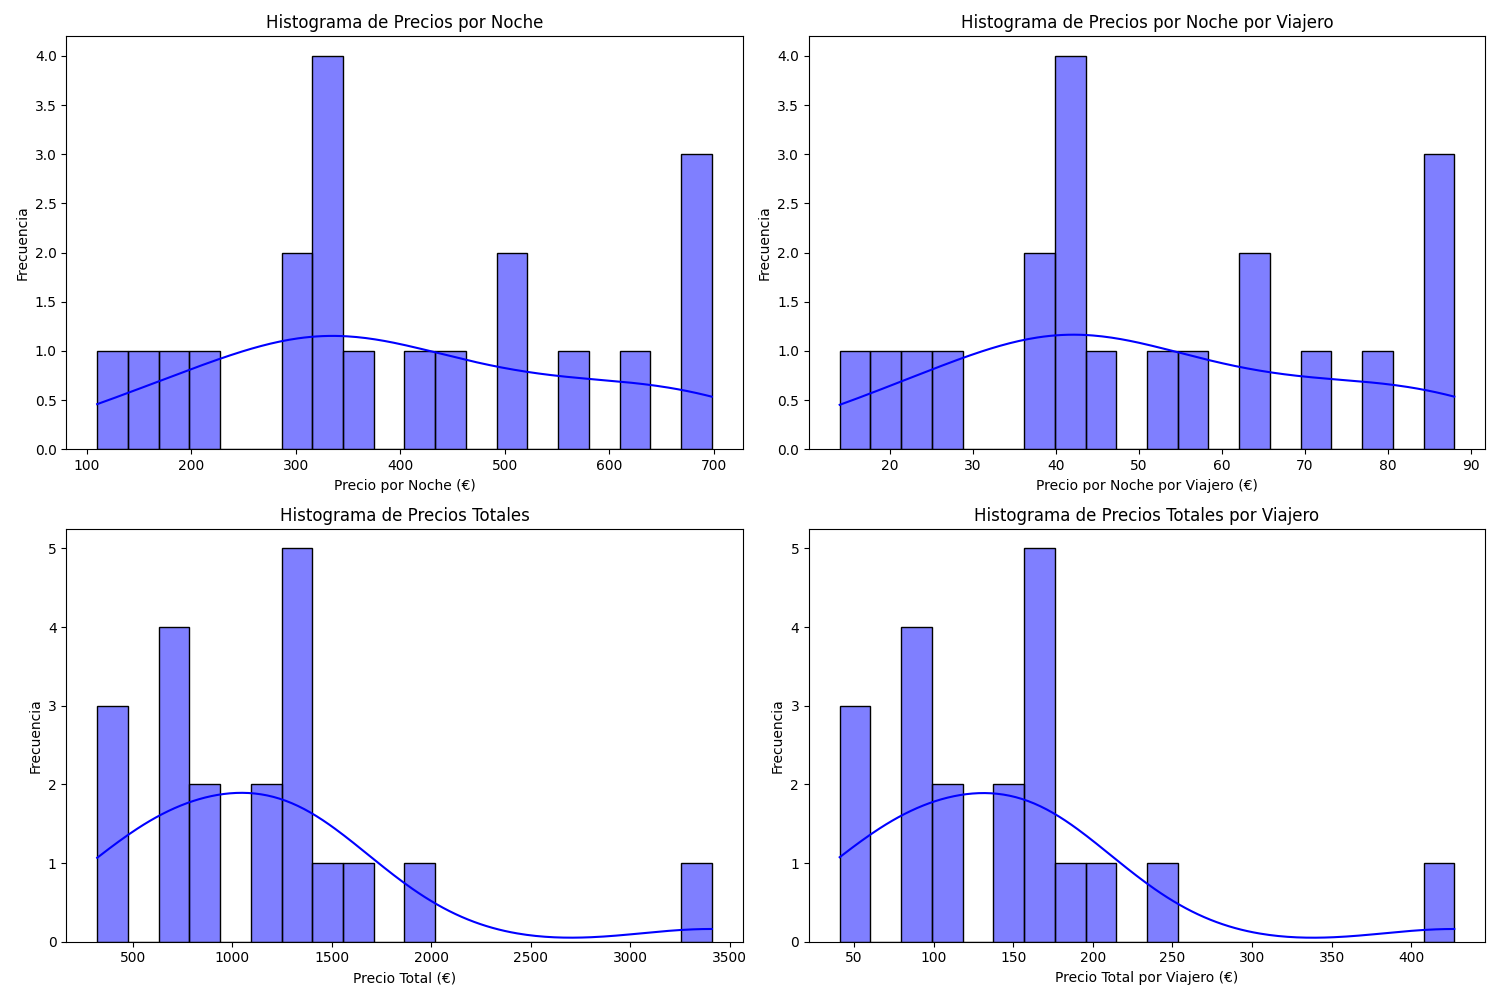 Histograma de Precios por Noche
4.0
3.5
3.0
2.5
2.0
1.5
1.0
0.5
0.0
Frecuencia
100 200 300 400 500 600 700
Precio por Noche (€)
Histograma de Precios por Noche por Viajero
4.0
3.5
3.0
2.5
2.0
1.5
1.0
0.5
0.0
Frecuencia
20 30 40 50 60 70 80 90
Precio por Noche por Viajero (€)
Histograma de Precios Totales
5
4
3
2
1
0
Frecuencia
500 1000 1500 2000 2500 3000 3500
Precio Total (€)
Histograma de Precios Totales por Viajero
5
4
3
2
1
0
Frecuencia
50 100 150 200 250 300 350 400
Precio Total por Viajero (€)